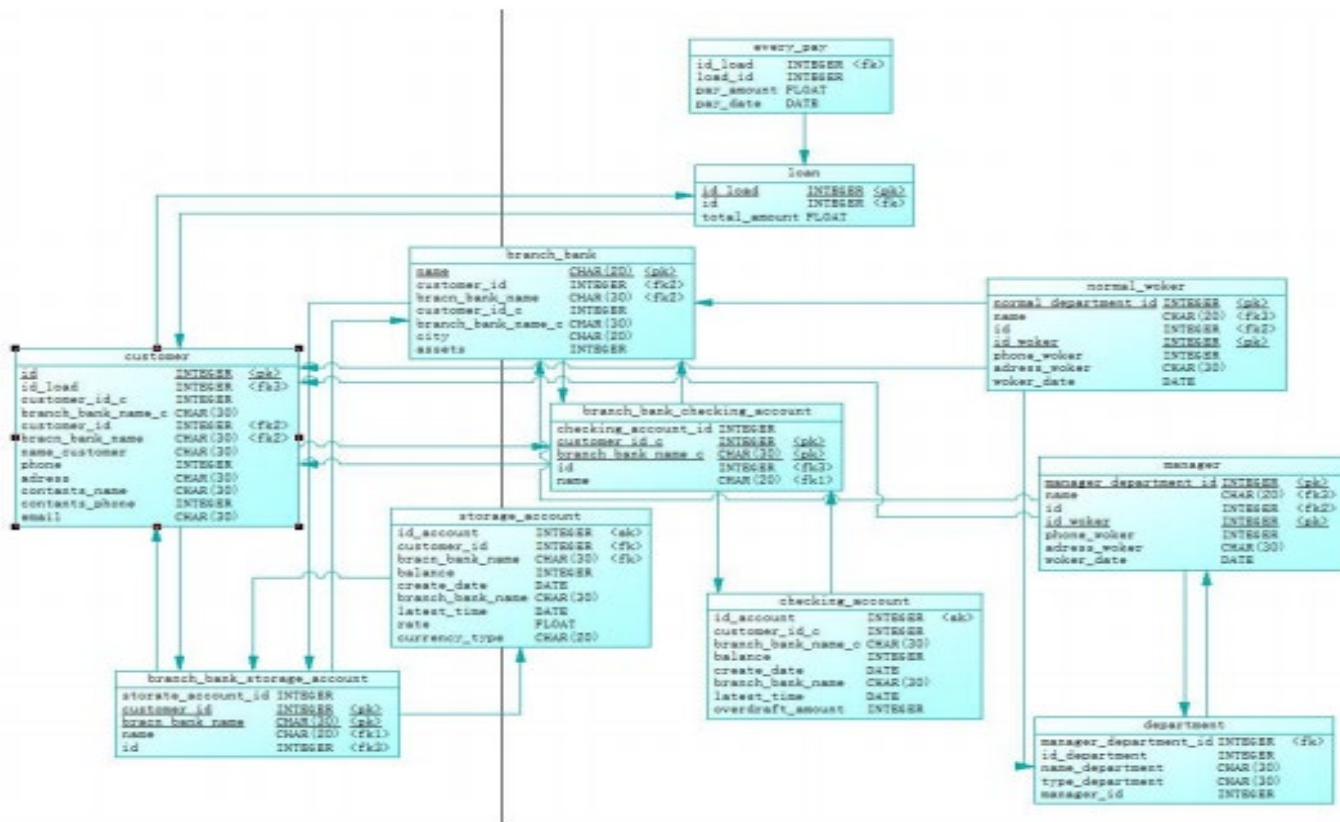 every_pay
id_load INTEGER <fk>
load_id INTEGER
par_amount FLOAT
par_date DATE
loan
id_load INTEGER <pk>
id INTEGER <fk>
total_amount FLOAT
branch_bank
name CHAR(20) <pk>
customer_id INTEGER <fk2>
bracn_bank_name CHAR(30) <fk2>
customer_id_c INTEGER
branch_bank_name_c CHAR(30)
city CHAR(20)
assets INTEGER
normal_woker
normal_department_id INTEGER <pk>
name CHAR(20) <fk3>
id INTEGER <fk2>
id_woker INTEGER <pk>
phone_woker INTEGER
adress_woker CHAR(30)
woker_date DATE
customer
id INTEGER <pk>
id_load INTEGER <fk3>
customer_id_c INTEGER
branch_bank_name_c CHAR(30)
customer_id INTEGER <fk2>
bracn_bank_name CHAR(30) <fk2>
name_customer CHAR(30)
phone INTEGER
adress CHAR(30)
contasts_name CHAR(30)
contants_phone INTEGER
email CHAR(30)
branch_bank_checking_account
checking_account_id INTEGER
customer_id_c INTEGER <pk>
branch_bank_name_c CHAR(30) <pk>
id INTEGER <fk3>
name CHAR(20) <fk1>
manager
manager_department_id INTEGER <pk>
name CHAR(20) <fk3>
id INTEGER <fk2>
id_woker INTEGER <pk>
phone_woker INTEGER
adress_woker CHAR(30)
woker_date DATE
storage_account
id_account INTEGER <ak>
customer_id INTEGER <fk>
bracn_bank_name CHAR(30) <fk>
balance INTEGER
create_date DATE
branch_bank_name CHAR(30)
latest_time DATE
rate FLOAT
currency_type CHAR(20)
checking_account
id_account INTEGER <ak>
customer_id_c INTEGER
branch_bank_name_c CHAR(30)
balance INTEGER
create_date DATE
branch_bank_name CHAR(30)
latest_time DATE
overdraft_amount INTEGER
branch_bank_storage_account
storate_account_id INTEGER
customer_id INTEGER <pk>
bracn_bank_name CHAR(30) <pk>
name CHAR(20) <fk1>
id INTEGER <fk3>
department
manager_department_id INTEGER <fk>
id_department INTEGER
name_department CHAR(30)
type_department CHAR(30)
manager_id INTEGER